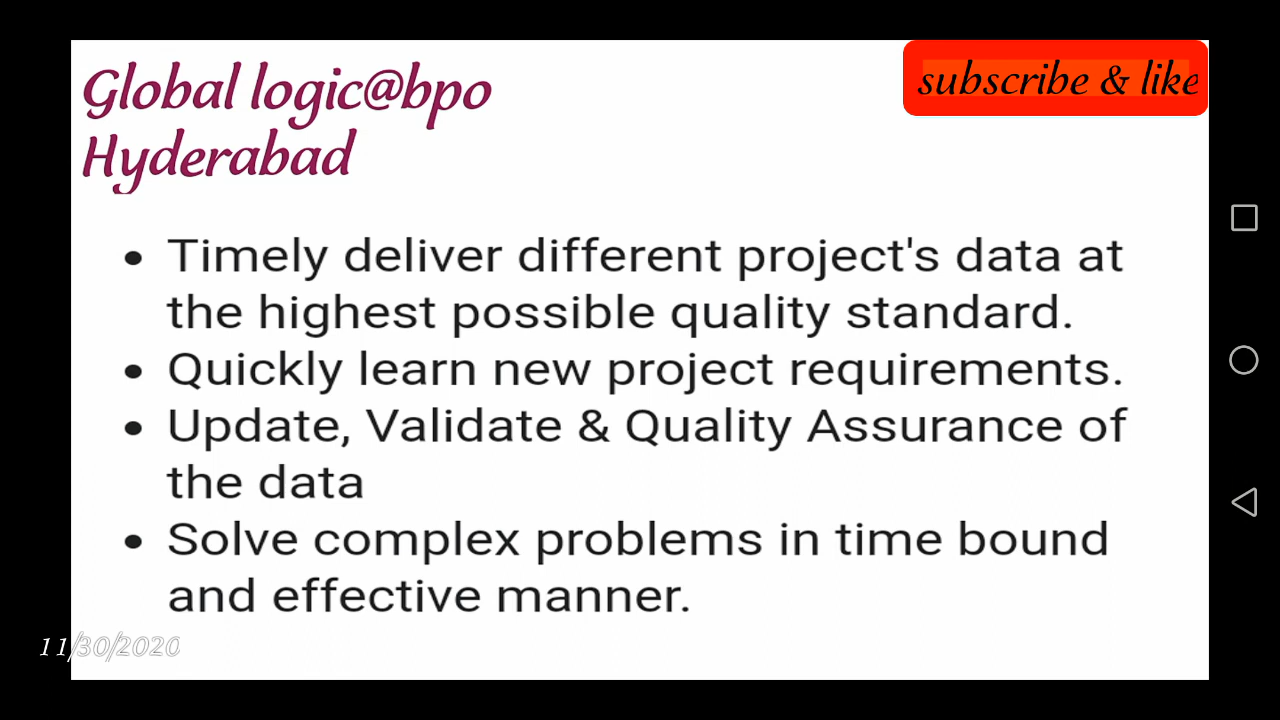 Global logic@bpo
Hyderabad
subscribe & like
• Timely deliver different project's data at
the highest possible quality standard.
• Quickly learn new project requirements.
• Update, Validate & Quality Assurance of
the data
• Solve complex problems in time bound
and effective manner.
11/30/2020